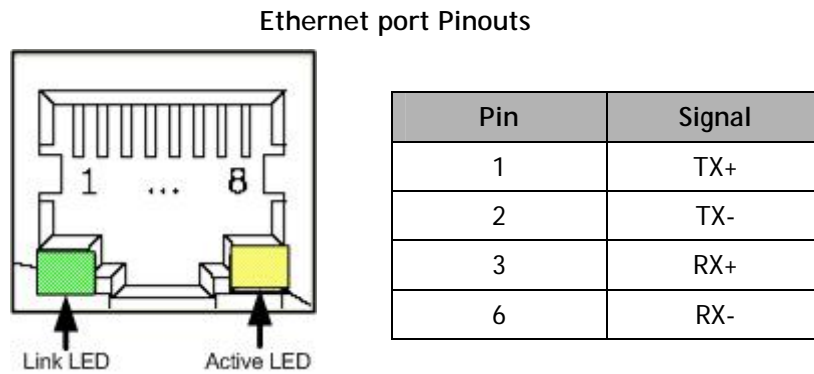 Ethernet port Pinouts
1 ... 8
Link LED
Active LED
Pin Signal
1 TX+
2 TX-
3 RX+
6 RX-